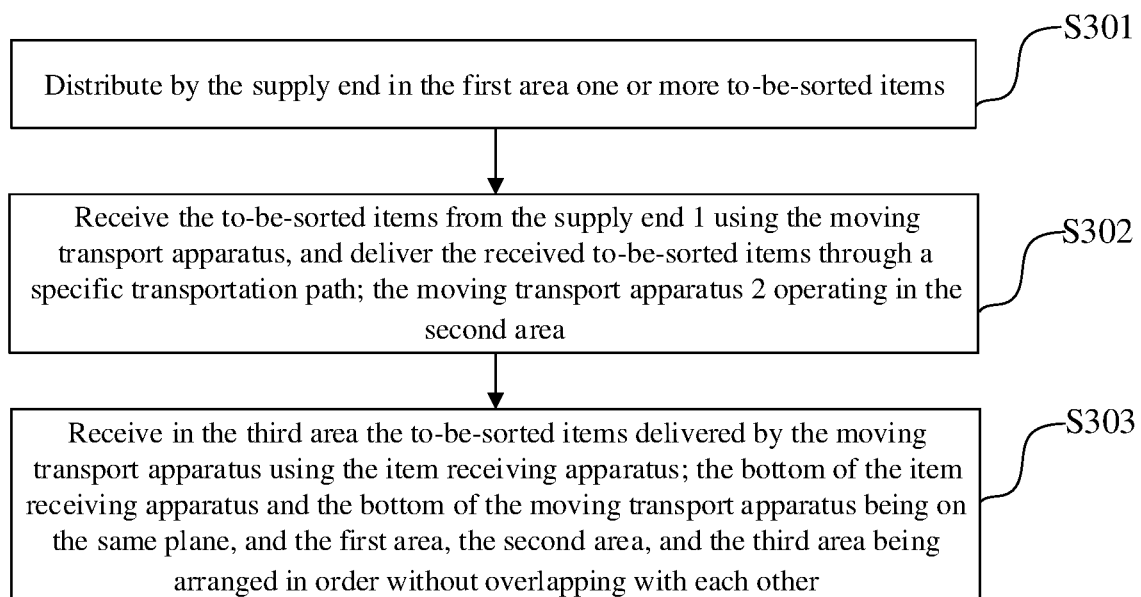 S301
Distribute by the supply end in the first area one or more to-be-sorted items
Receive the to-be-sorted items from the supply end 1 using the moving
transport apparatus, and deliver the received to-be-sorted items through a
specific transportation path; the moving transport apparatus 2 operating in the
second area
S302
Receive in the third area the to-be-sorted items delivered by the moving
transport apparatus using the item receiving apparatus; the bottom of the item
receiving apparatus and the bottom of the moving transport apparatus being on
the same plane, and the first area, the second area, and the third area being
arranged in order without overlapping with each other
S303